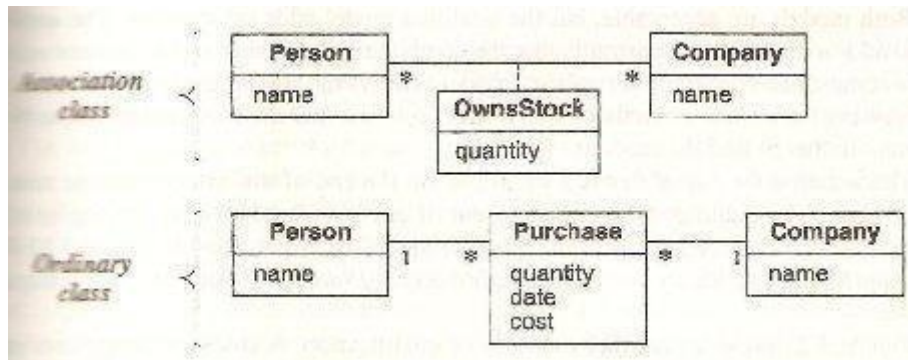 Association
class
Person
name
*
*
Company
name
OwnsStock
quantity
Ordinary
class
Person
name
1
*
Purchase
quantity
date
cost
*
1
Company
name